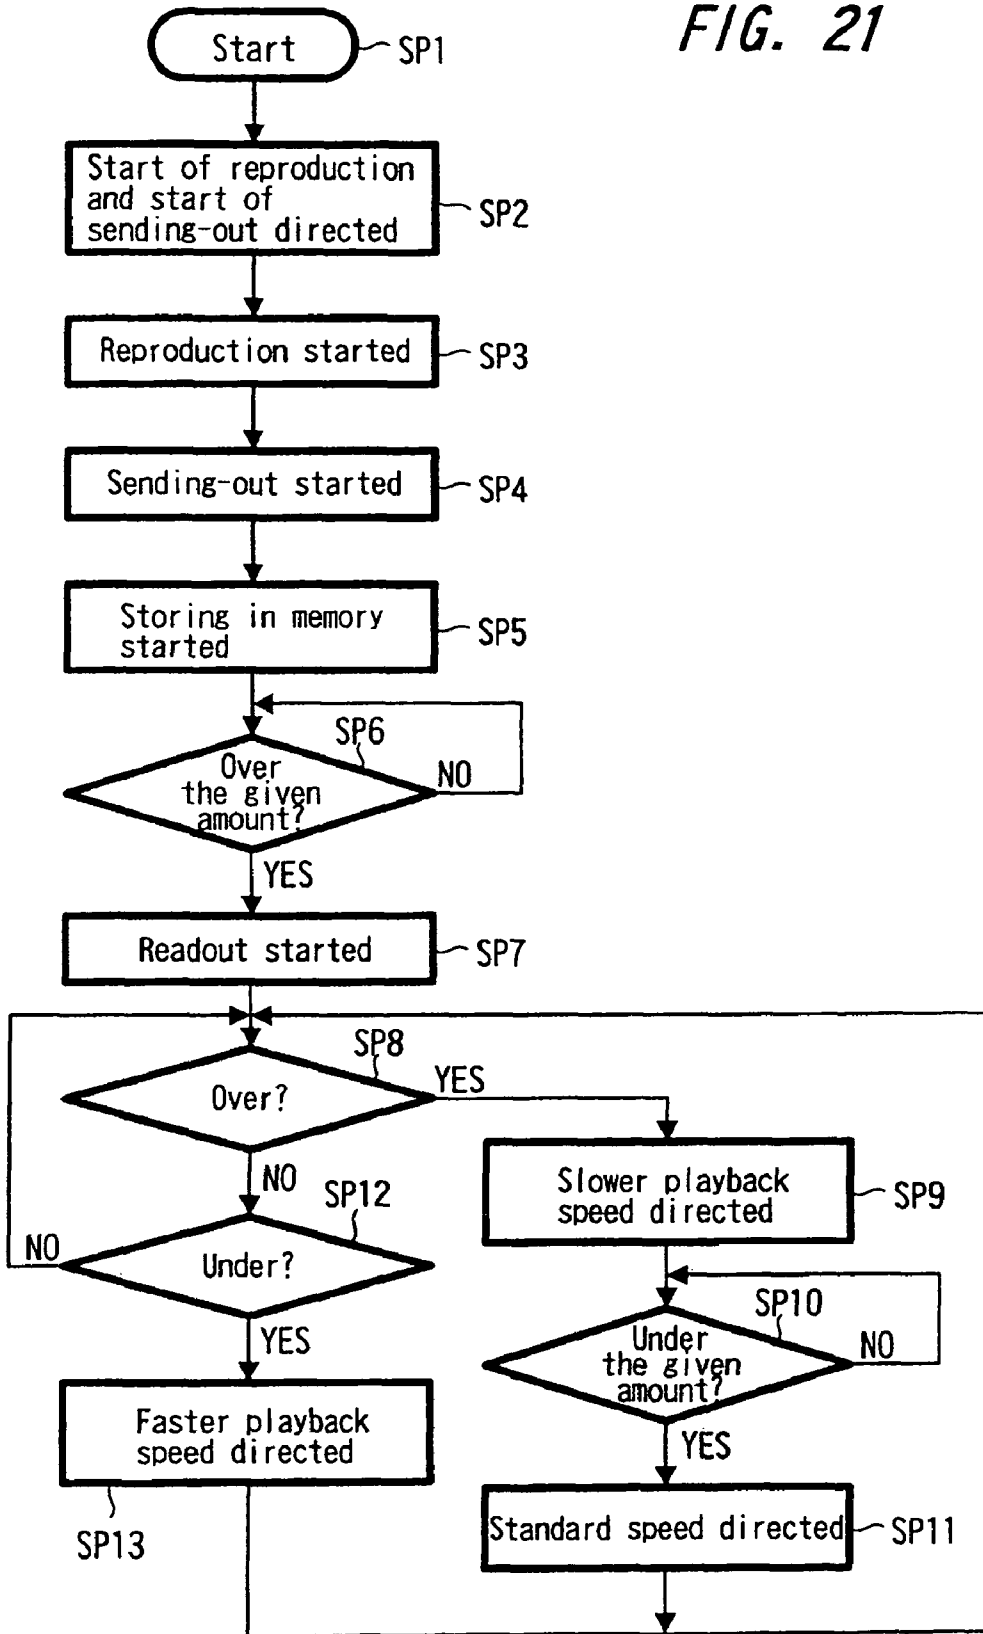 FIG. 21
Start
SP1
Start of reproduction
and start of
sending-out directed
SP2
Reproduction started
SP3
Sending-out started
SP4
Storing in memory
started
SP5
SP6
Over
the given
amount?
NO
YES
Readout started
SP7
SP8
Over?
YES
NO
SP12
Under?
NO
YES
Faster playback
speed directed
SP13
Slower playback
speed directed
SP9
SP10
Under
the given
amount?
NO
YES
Standard speed directed
SP11